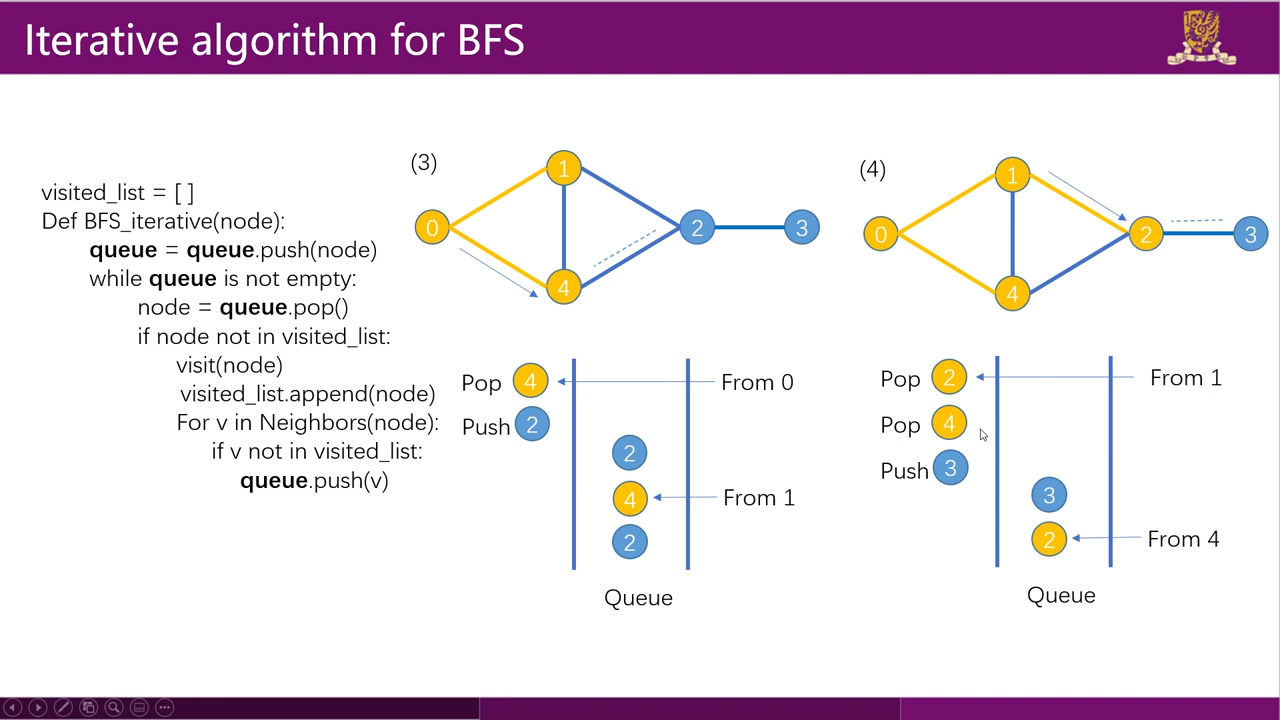 Iterative algorithm for BFS
visited_list = [ ]
Def BFS_iterative(node):
queue = queue.push(node)
while queue is not empty:
node = queue.pop()
if node not in visited_list:
visit(node)
visited_list.append(node)
For v in Neighbors(node):
if v not in visited_list:
queue.push(v)
(3)
1
0
2
3
4
Pop 4
From 0
Push 2
2
4
From 1
2
Queue
(4)
1
0
2
3
4
Pop 2
From 1
Pop 4
Push 3
3
2
From 4
Queue